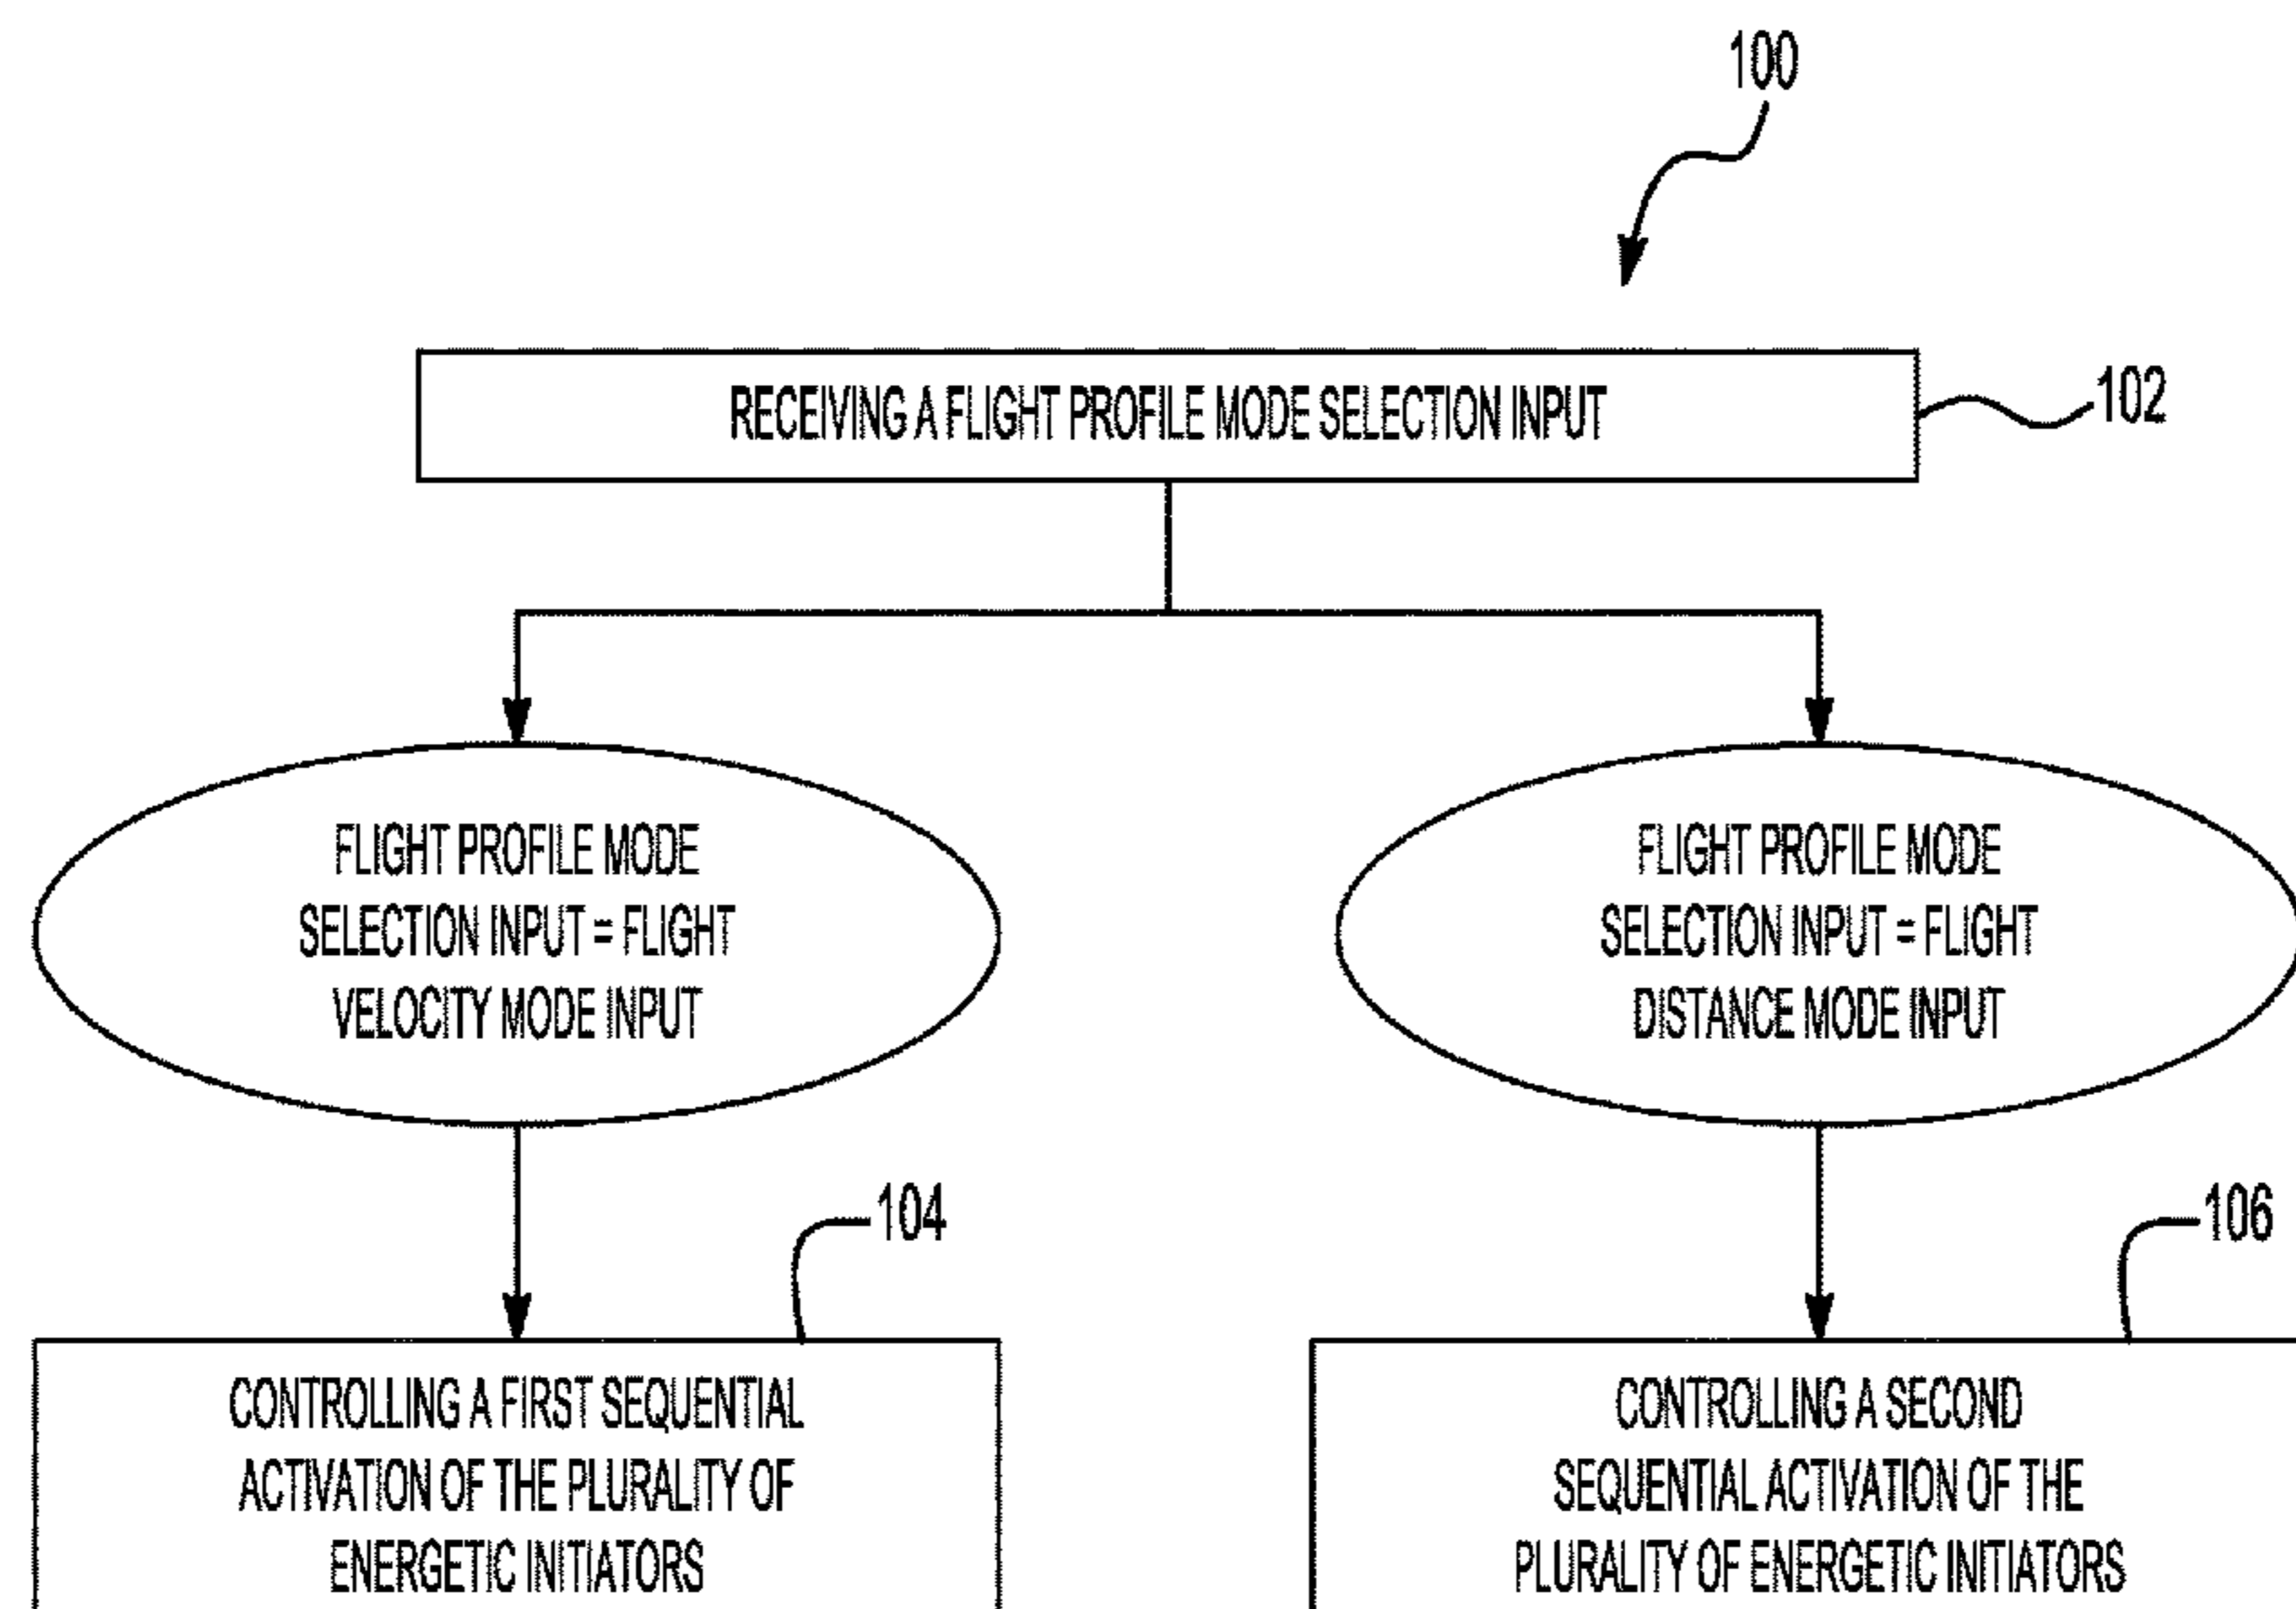 100
RECEIVING A FLIGHT PROFILE MODE SELECTION INPUT
102
FLIGHT PROFILE MODE
SELECTION INPUT = FLIGHT
VELOCITY MODE INPUT
FLIGHT PROFILE MODE
SELECTION INPUT = FLIGHT
DISTANCE MODE INPUT
104
CONTROLLING A FIRST SEQUENTIAL
ACTIVATION OF THE PLURALITY OF
ENERGETIC INITIATORS
106
CONTROLLING A SECOND
SEQUENTIAL ACTIVATION OF THE
PLURALITY OF ENERGETIC INITIATORS